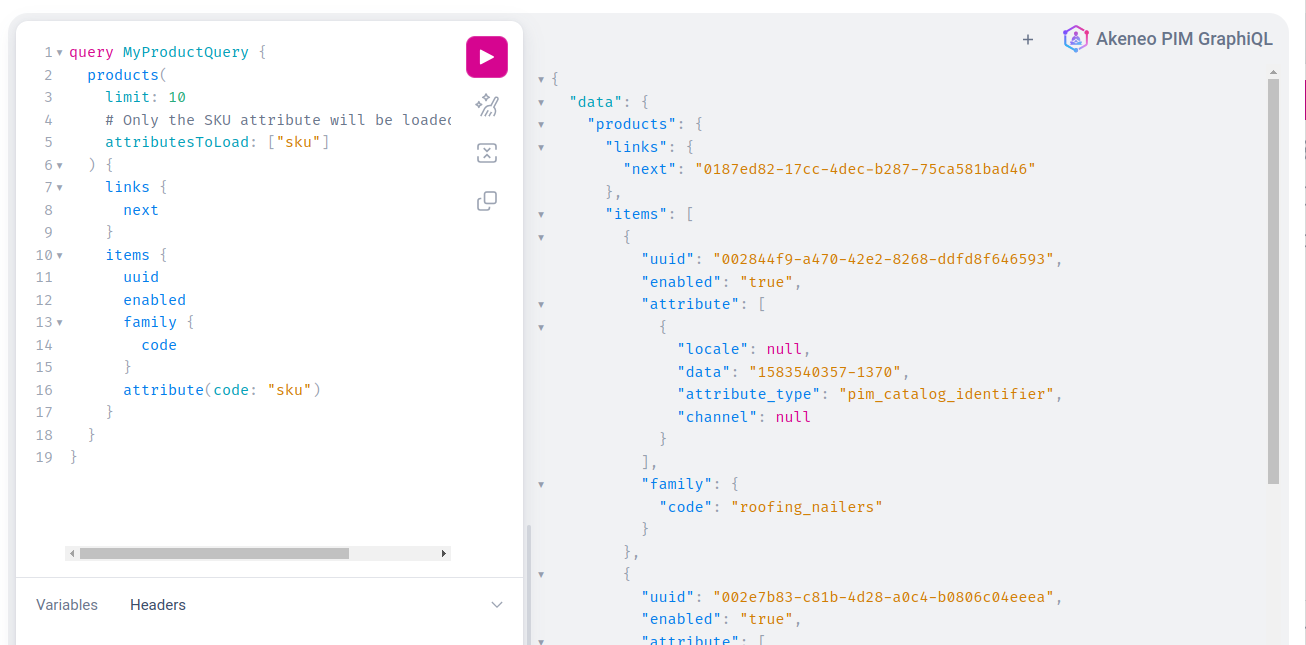 1 query MyProductQuery {
2 products(
3 limit: 10
4 # Only the SKU attribute will be loaded
5 attributesToLoad: ["sku"]
6 ) {
7 links {
8 next
9 }
10 items {
11 uuid
12 enabled
13 family {
14 code
15 }
16 attribute(code: "sku")
17 }
18 }
19 }
Variables Headers
+ Akeneo PIM GraphiQL
{
"data": {
"products": {
"links": {
"next": "0187ed82-17cc-4dec-b287-75ca581bad46"
},
"items": [
{
"uuid": "002844f9-a470-42e2-8268-ddfd8f646593",
"enabled": "true",
"attribute": [
{
"locale": null,
"data": "1583540357-1370",
"attribute_type": "pim_catalog_identifier",
"channel": null
}
],
"family": {
"code": "roofing_nailers"
}
},
{
"uuid": "002e7b83-c81b-4d28-a0c4-b0806c04eeea",
"enabled": "true",
"attribute": [